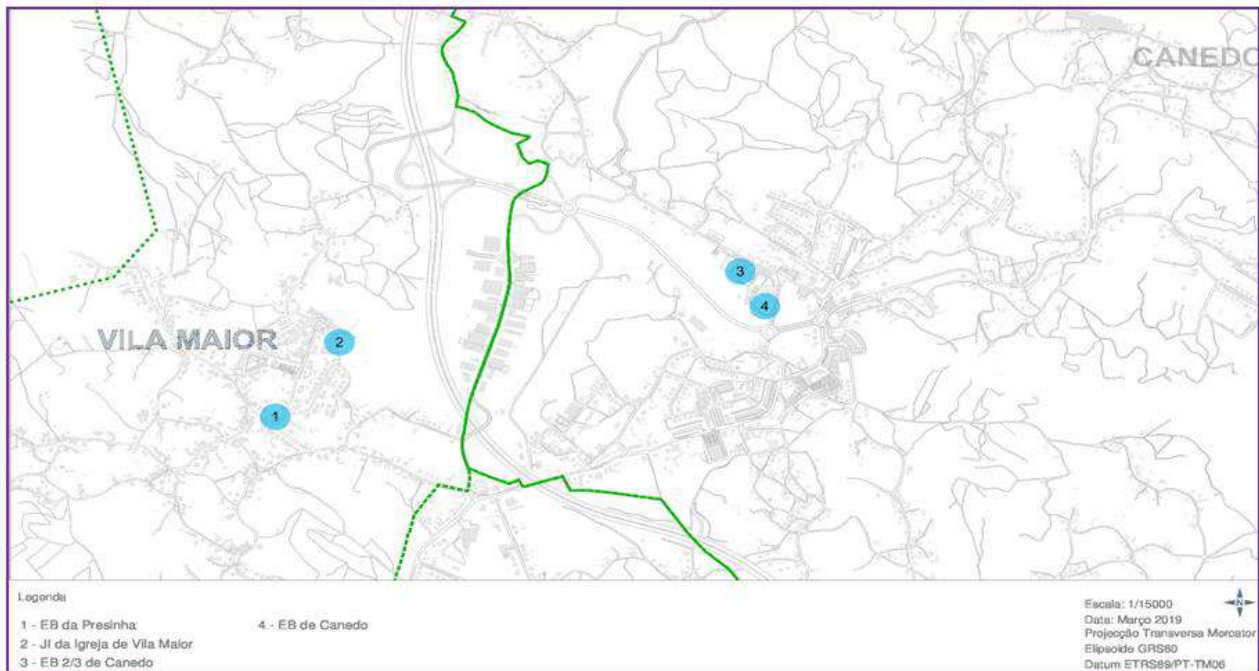 CANEDO
3
4
VILA MAIOR
2
1
Legenda
1 - EB da Presinha
4 - EB de Canedo
2 - JI da Igreja de Vila Maior
3 - EB 2/3 de Canedo
Escala: 1/15000
Data: Março 2019
Projecção Transversa Mercator
Elipsoide GRS80
Datum ETRS89/PT-TM06
N